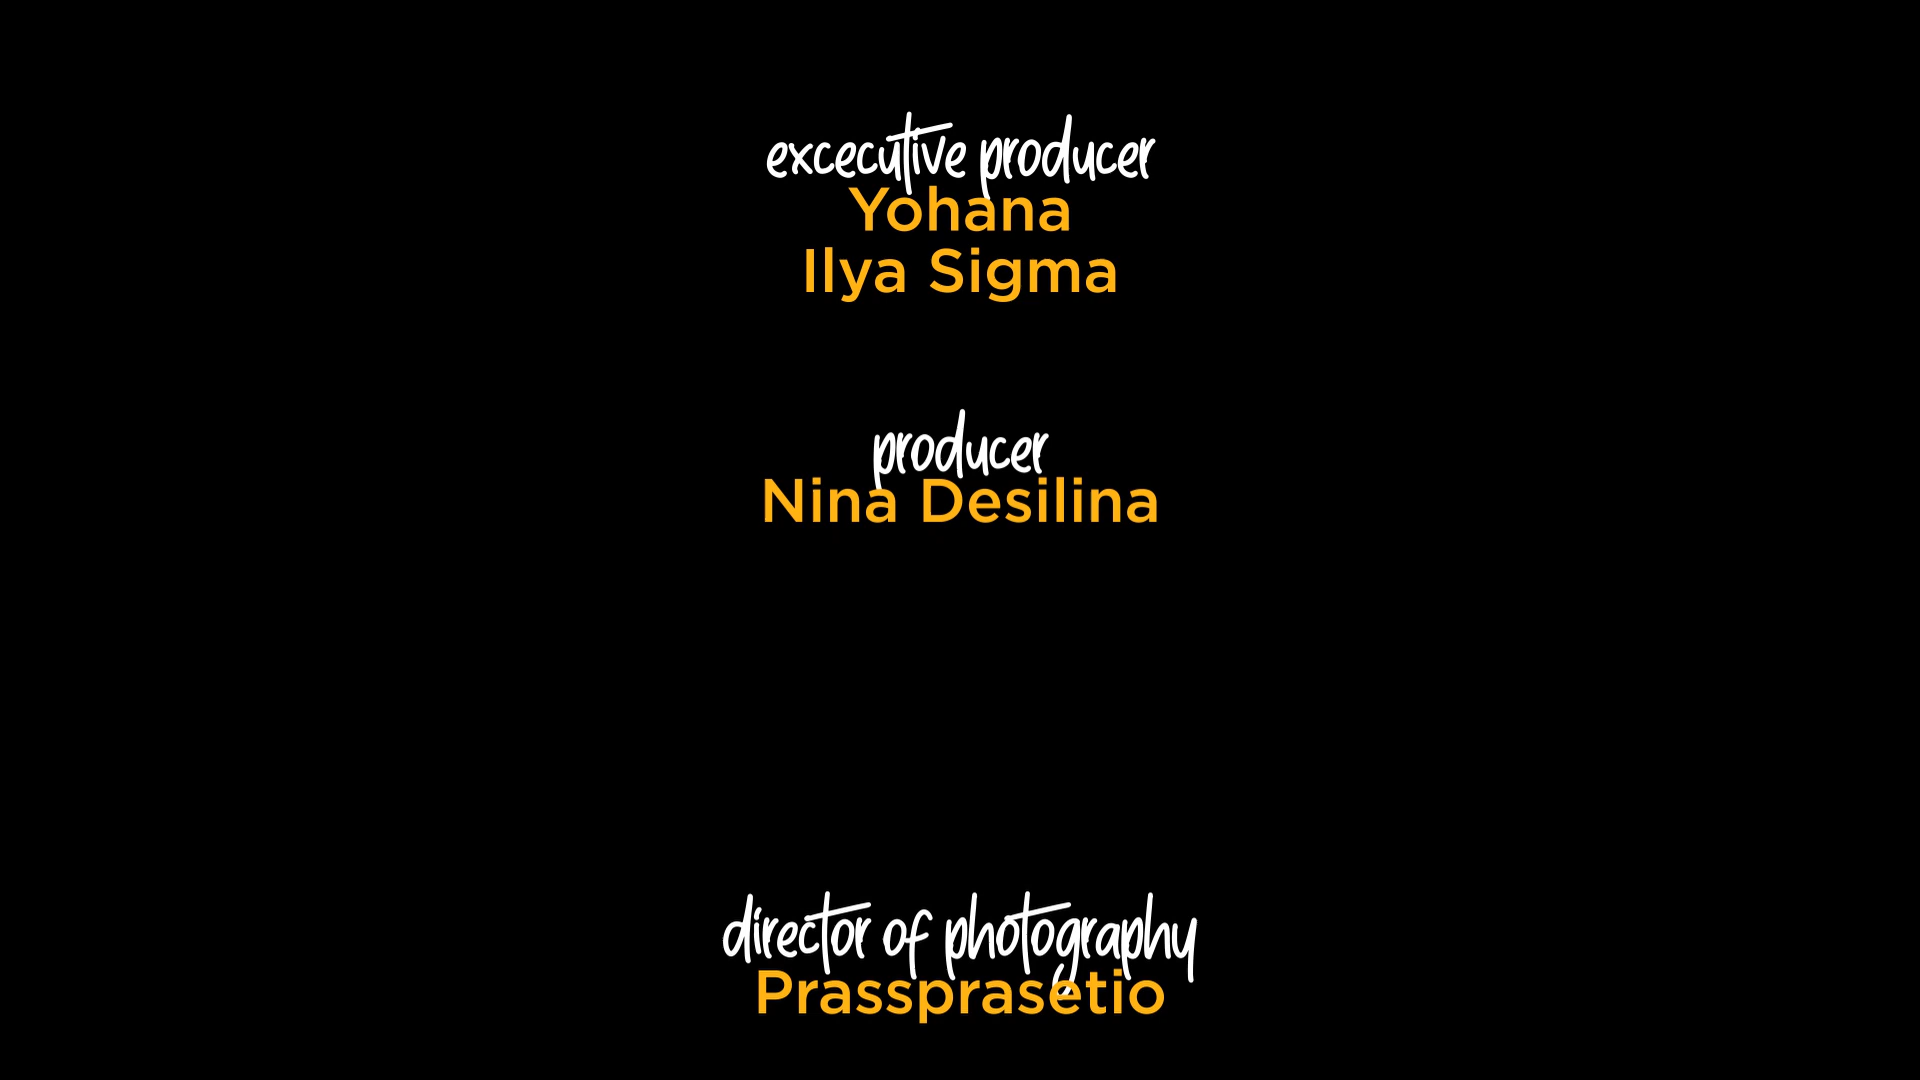 excecutive producer
Yohana
Ilya Sigma
producer
Nina Desilina
director of photography
Prassprasetio